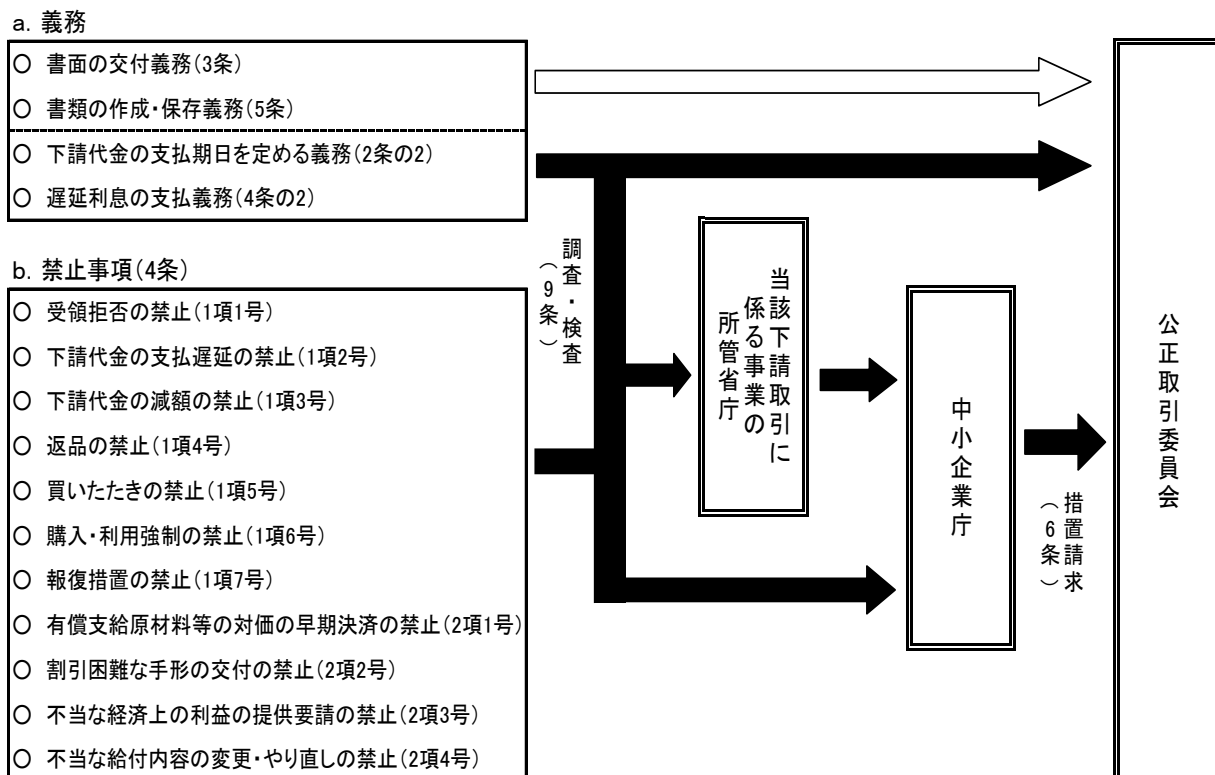 a. 義務
○ 書面の交付義務(3条)
○ 書類の作成・保存義務(5条)
○ 下請代金の支払期日を定める義務(2条の2)
○ 遅延利息の支払義務(4条の2)
b. 禁止事項(4条)
○ 受領拒否の禁止(1項1号)
○ 下請代金の支払遅延の禁止(1項2号)
○ 下請代金の減額の禁止(1項3号)
○ 返品の禁止(1項4号)
○ 買いたたきの禁止(1項5号)
○ 購入・利用強制の禁止(1項6号)
○ 報復措置の禁止(1項7号)
○ 有償支給原材料等の対価の早期決済の禁止(2項1号)
○ 割引困難な手形の交付の禁止(2項2号)
○ 不当な経済上の利益の提供要請の禁止(2項3号)
○ 不当な給付内容の変更・やり直しの禁止(2項4号)
調査・検査
(9条)
当該下請取引に
係る事業の
所管省庁
中小企業庁
措置請求
(6条)
公正取引委員会